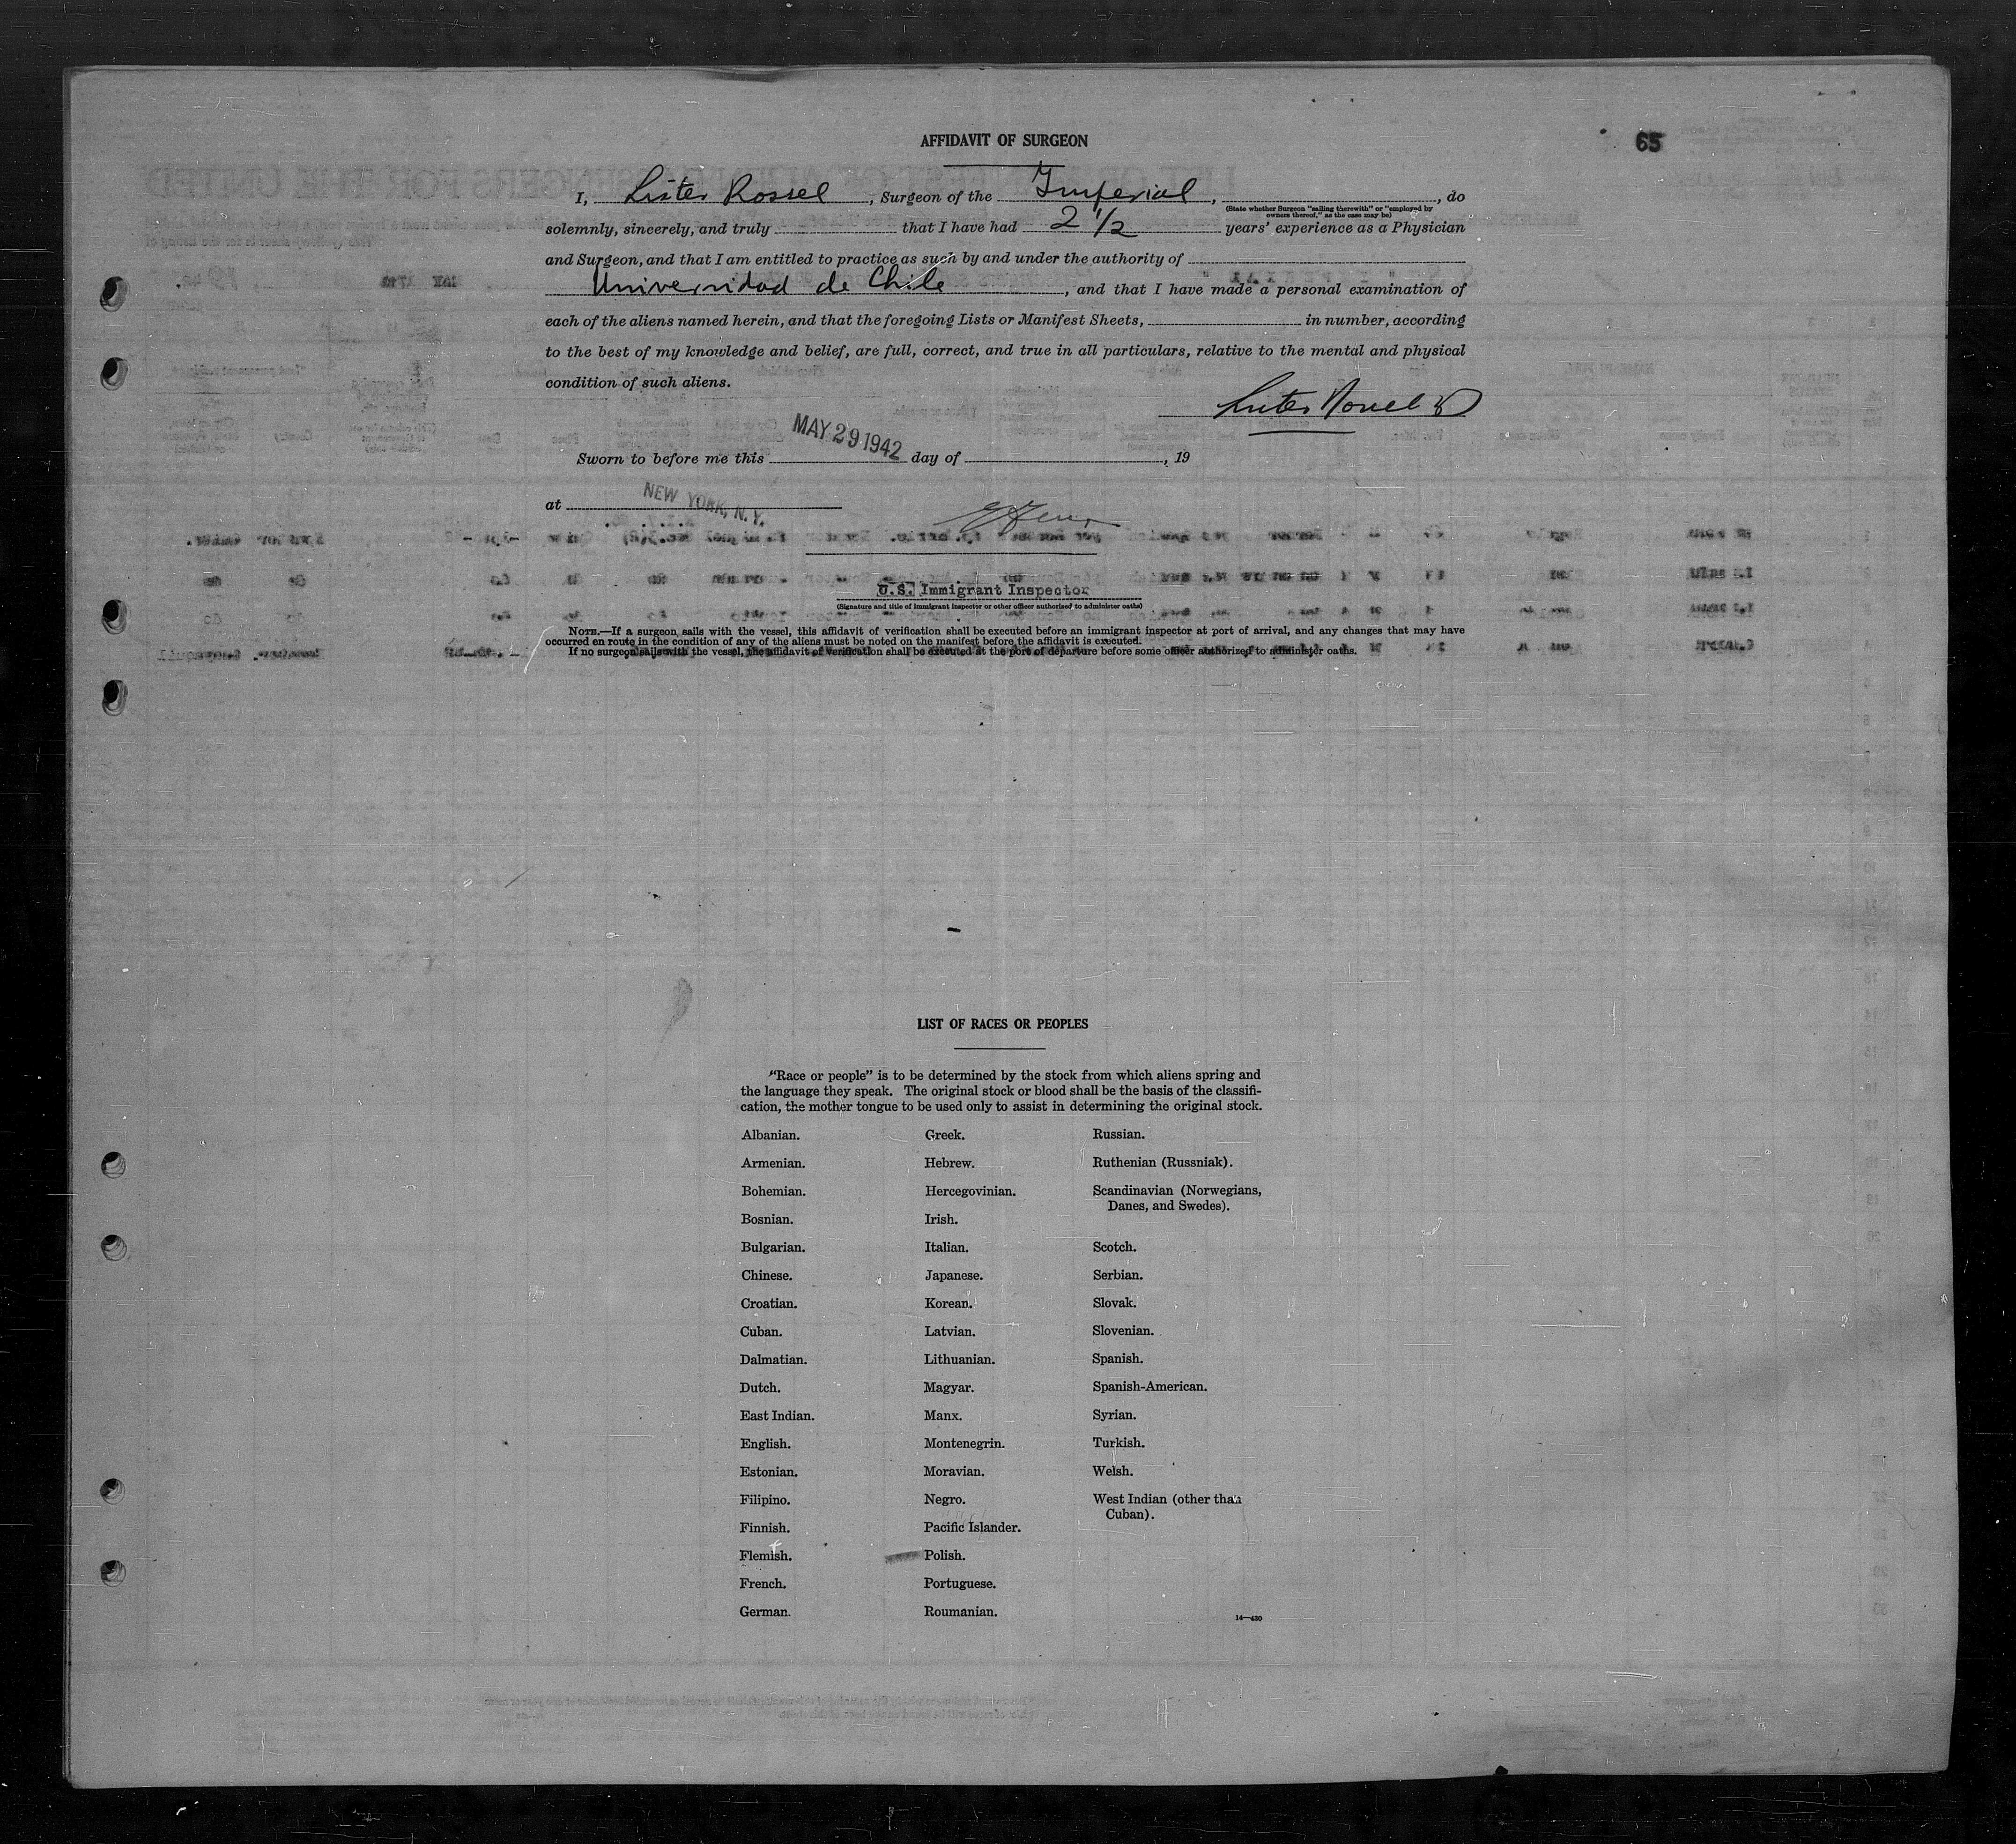 AFFIDAVIT OF SURGEON
65
I, Lister Rossel, Surgeon of the Imperial, , do
(State whether Surgeon "sailing therewith" or "employed by
owners thereof," as the case may be)
solemnly, sincerely, and truly that I have had 2 1/2 years' experience as a Physician
and Surgeon, and that I am entitled to practice as such by and under the authority of
Universidad de Chile, and that I have made a personal examination of
each of the aliens named herein, and that the foregoing Lists or Manifest Sheets, in number, according
to the best of my knowledge and belief, are full, correct, and true in all particulars, relative to the mental and physical
condition of such aliens.
Lister Rossel
MAY 29 1942
Sworn to before me this day of , 19
at NEW YORK, N.Y.
U.S. Immigrant Inspector
(Signature and title of immigrant inspector or other officer authorized to administer oaths)
NOTE.—If a surgeon sails with the vessel, this affidavit of verification shall be executed before an immigrant inspector at port of arrival, and any changes that may have
occurred en route in the condition of any of the aliens must be noted on the manifest before the affidavit is executed.
If no surgeon sails with the vessel, the affidavit of verification shall be executed at the port of departure before some officer authorized to administer oaths.
LIST OF RACES OR PEOPLES
"Race or people" is to be determined by the stock from which aliens spring and
the language they speak. The original stock or blood shall be the basis of the classifi-
cation, the mother tongue to be used only to assist in determining the original stock.
Albanian.
Armenian.
Bohemian.
Bosnian.
Bulgarian.
Chinese.
Croatian.
Cuban.
Dalmatian.
Dutch.
East Indian.
English.
Estonian.
Filipino.
Finnish.
Flemish.
French.
German.
Greek.
Hebrew.
Hercegovinian.
Irish.
Italian.
Japanese.
Korean.
Latvian.
Lithuanian.
Magyar.
Manx.
Montenegrin.
Moravian.
Negro.
Pacific Islander.
Polish.
Portuguese.
Roumanian.
Russian.
Ruthenian (Russniak).
Scandinavian (Norwegians,
Danes, and Swedes).
Scotch.
Serbian.
Slovak.
Slovenian.
Spanish.
Spanish-American.
Syrian.
Turkish.
Welsh.
West Indian (other than
Cuban).
14—430